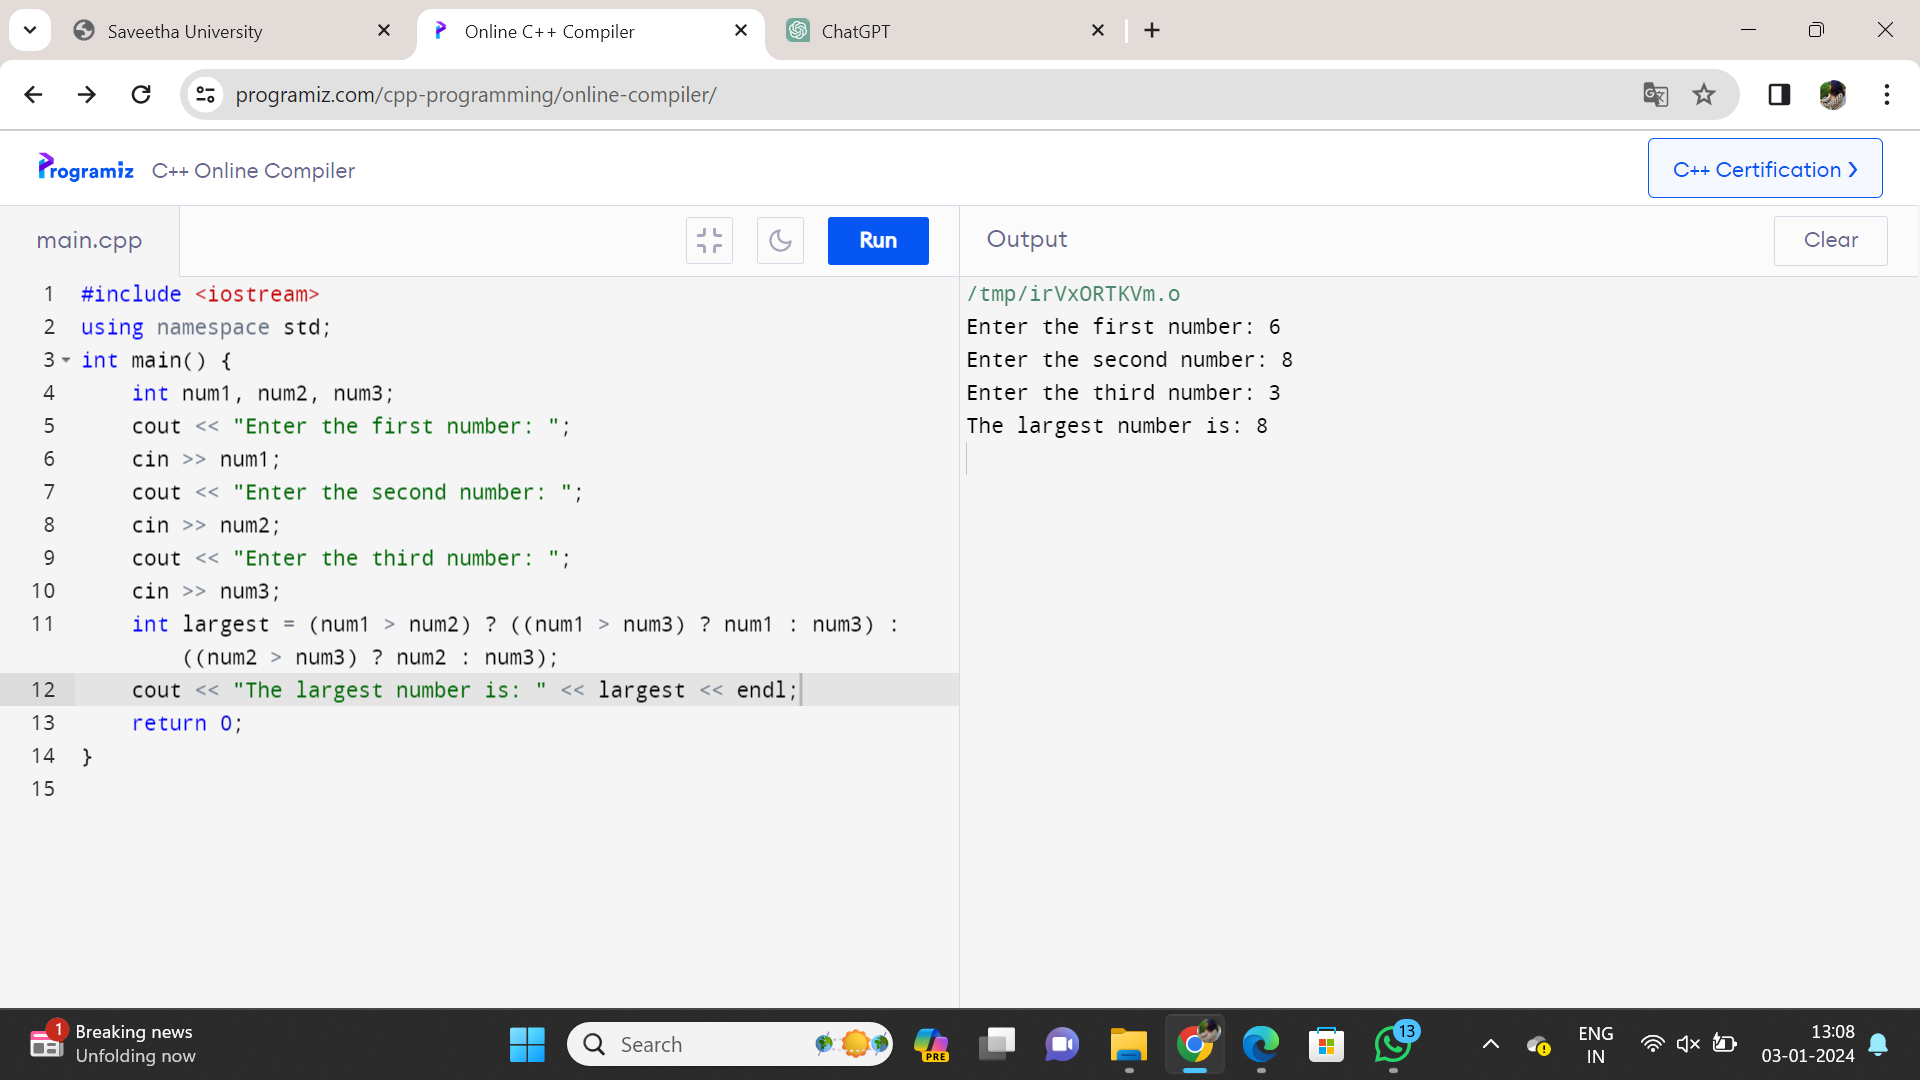 Saveetha University
Online C++ Compiler
ChatGPT
programiz.com/cpp-programming/online-compiler/
Programiz C++ Online Compiler
C++ Certification
main.cpp
Run
Output
Clear
1 #include <iostream>
2 using namespace std;
3 int main() {
4 int num1, num2, num3;
5 cout << "Enter the first number: ";
6 cin >> num1;
7 cout << "Enter the second number: ";
8 cin >> num2;
9 cout << "Enter the third number: ";
10 cin >> num3;
11 int largest = (num1 > num2) ? ((num1 > num3) ? num1 : num3) :
((num2 > num3) ? num2 : num3);
12 cout << "The largest number is: " << largest << endl;
13 return 0;
14 }
15
/tmp/irVxORTKVm.o
Enter the first number: 6
Enter the second number: 8
Enter the third number: 3
The largest number is: 8
1
Breaking news
Unfolding now
Search
PRE
13
ENG
IN
13:08
03-01-2024